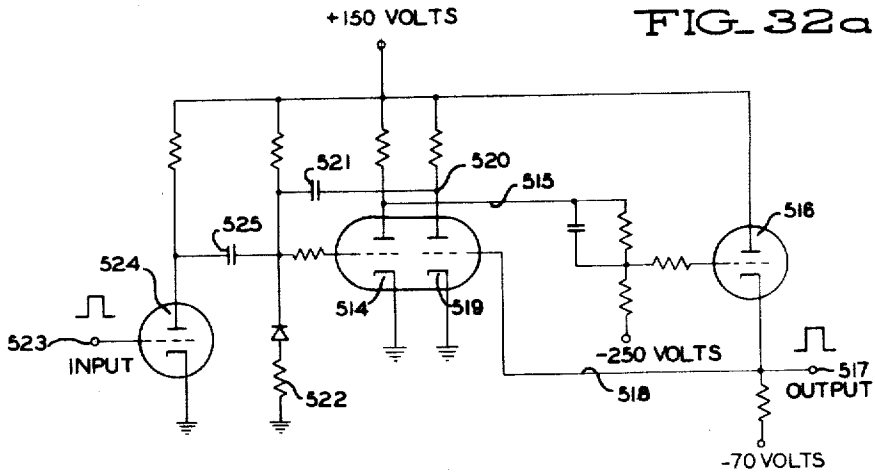 FIG_32a
+150 VOLTS
521
520
515
516
525
524
514
519
523
INPUT
-250 VOLTS
522
518
517
OUTPUT
-70 VOLTS